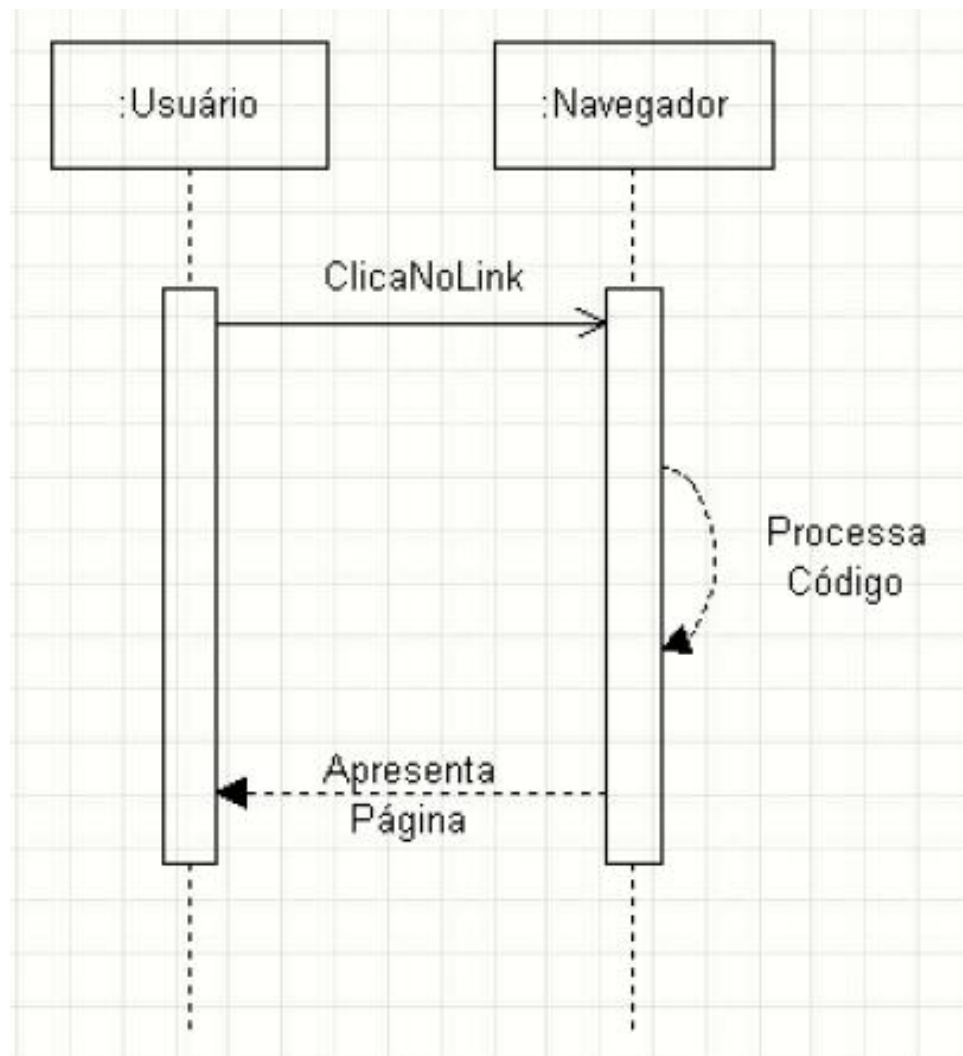 :Usuário
:Navegador
ClicaNoLink
Processa
Código
Apresenta
Página